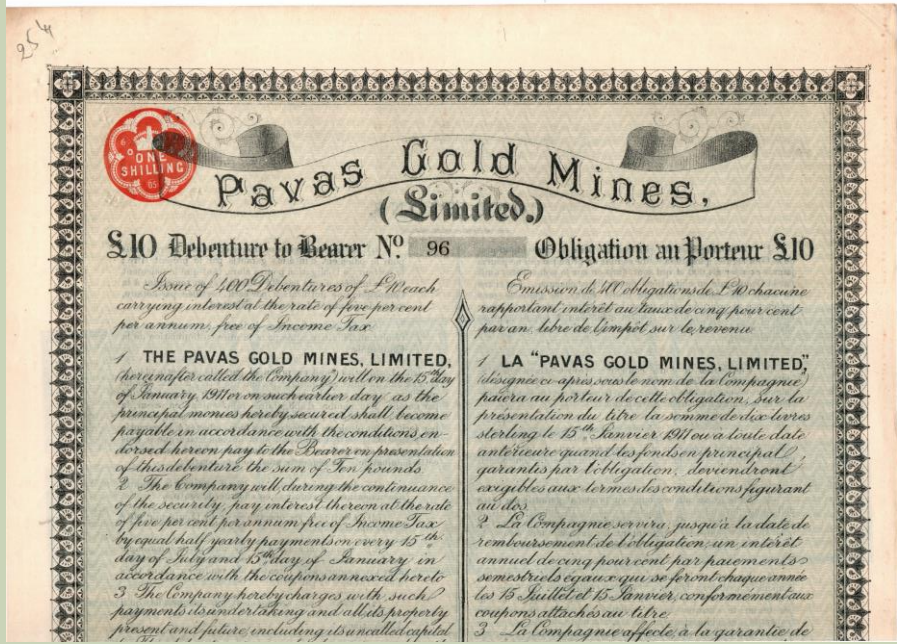 25 4
ONE
SHILLING
Pavas Gold Mines,
(Limited.)
£10 Debenture to Bearer No 96 Obligation au Porteur £10
Issue of 400 Debentures of £10 each
carrying interest at the rate of five per cent
per annum, free of Income Tax
1 THE PAVAS GOLD MINES, LIMITED,
(hereinafter called the Company) will on the 15th day
of January, 1911 or on such earlier day as the
principal monies hereby secured shall become
payable in accordance with the conditions, en-
dorsed hereon pay to the Bearer on presentation
of this debenture the sum of Ten pounds
2 The Company will, during the continuance
of the security, pay interest thereon at the rate
of five per cent per annum free of Income Tax
by equal half yearly payments on every 15th
day of July and 15th day of January in
accordance with the coupons annexed hereto
3 The Company hereby charges with such
payments its undertaking and all its property
present and future, including its uncalled capital
Emission de 400 obligations de £10 chacune
rapportant intérêt au taux de cinq pour cent
par an, libre de l'impôt sur le revenu
1 LA "PAVAS GOLD MINES, LIMITED,"
(désignée ci-après sous le nom de la Compagnie)
paiera au porteur de cette obligation, sur la
présentation du titre la somme de dix livres
sterling le 15th Janvier 1911 ou à toute date
antérieure quand les fonds en principal,
garantis par l'obligation, deviendront
exigibles aux termes des conditions figurant
au dos
2 La Compagnie servira, jusqu'à la date de
remboursement de l'obligation, un intérêt
annuel de cinq pour cent par paiements
semestriels égaux qui se feront chaque année
les 15 Juillet et 15 Janvier, conformément aux
coupons attachés au titre
3 La Compagnie affecte, à la garantie de